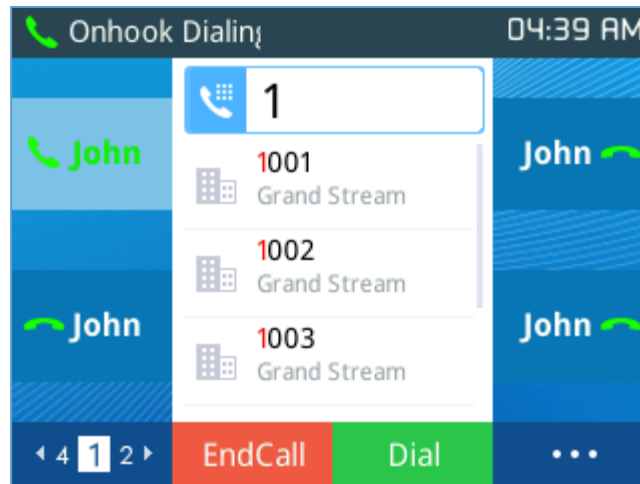 Onhook Dialing
04:39 AM
John
John
1
1001
Grand Stream
1002
Grand Stream
1003
Grand Stream
John
John
4 1 2
EndCall
Dial
...